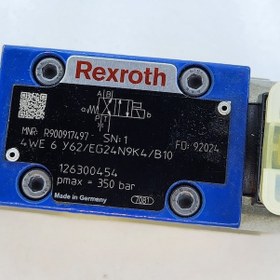 Rexroth
A B
P T
MNR: R900917497 SN: 1
4WE 6 Y62/EG24N9K4/B10 FD: 92024
126300454
pmax = 350 bar
Made in Germany 7081